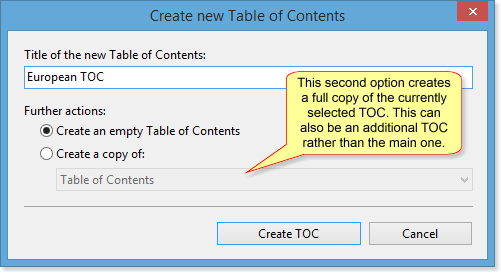 Create new Table of Contents
Title of the new Table of Contents:
European TOC
Further actions:
Create an empty Table of Contents
Create a copy of:
Table of Contents
This second option creates
a full copy of the currently
selected TOC. This can
also be an additional TOC
rather than the main one.
Create TOC
Cancel